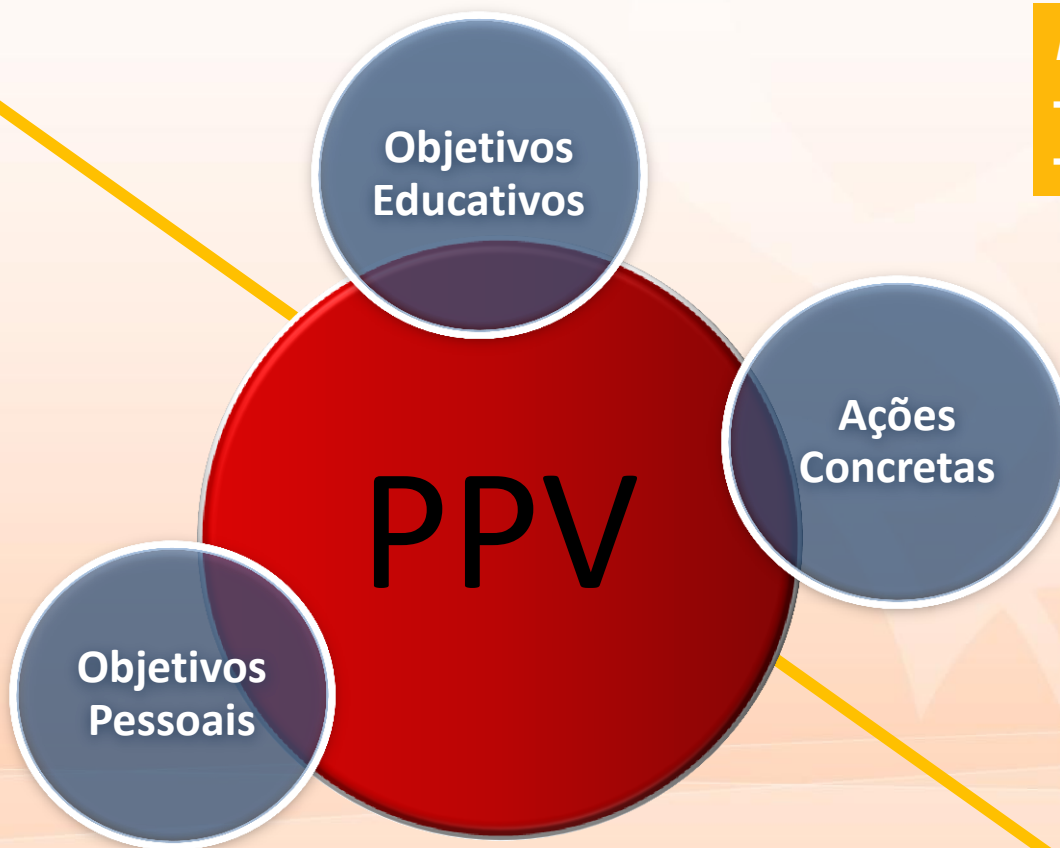 Objetivos
Educativos
Ações
Concretas
PPV
Objetivos
Pessoais